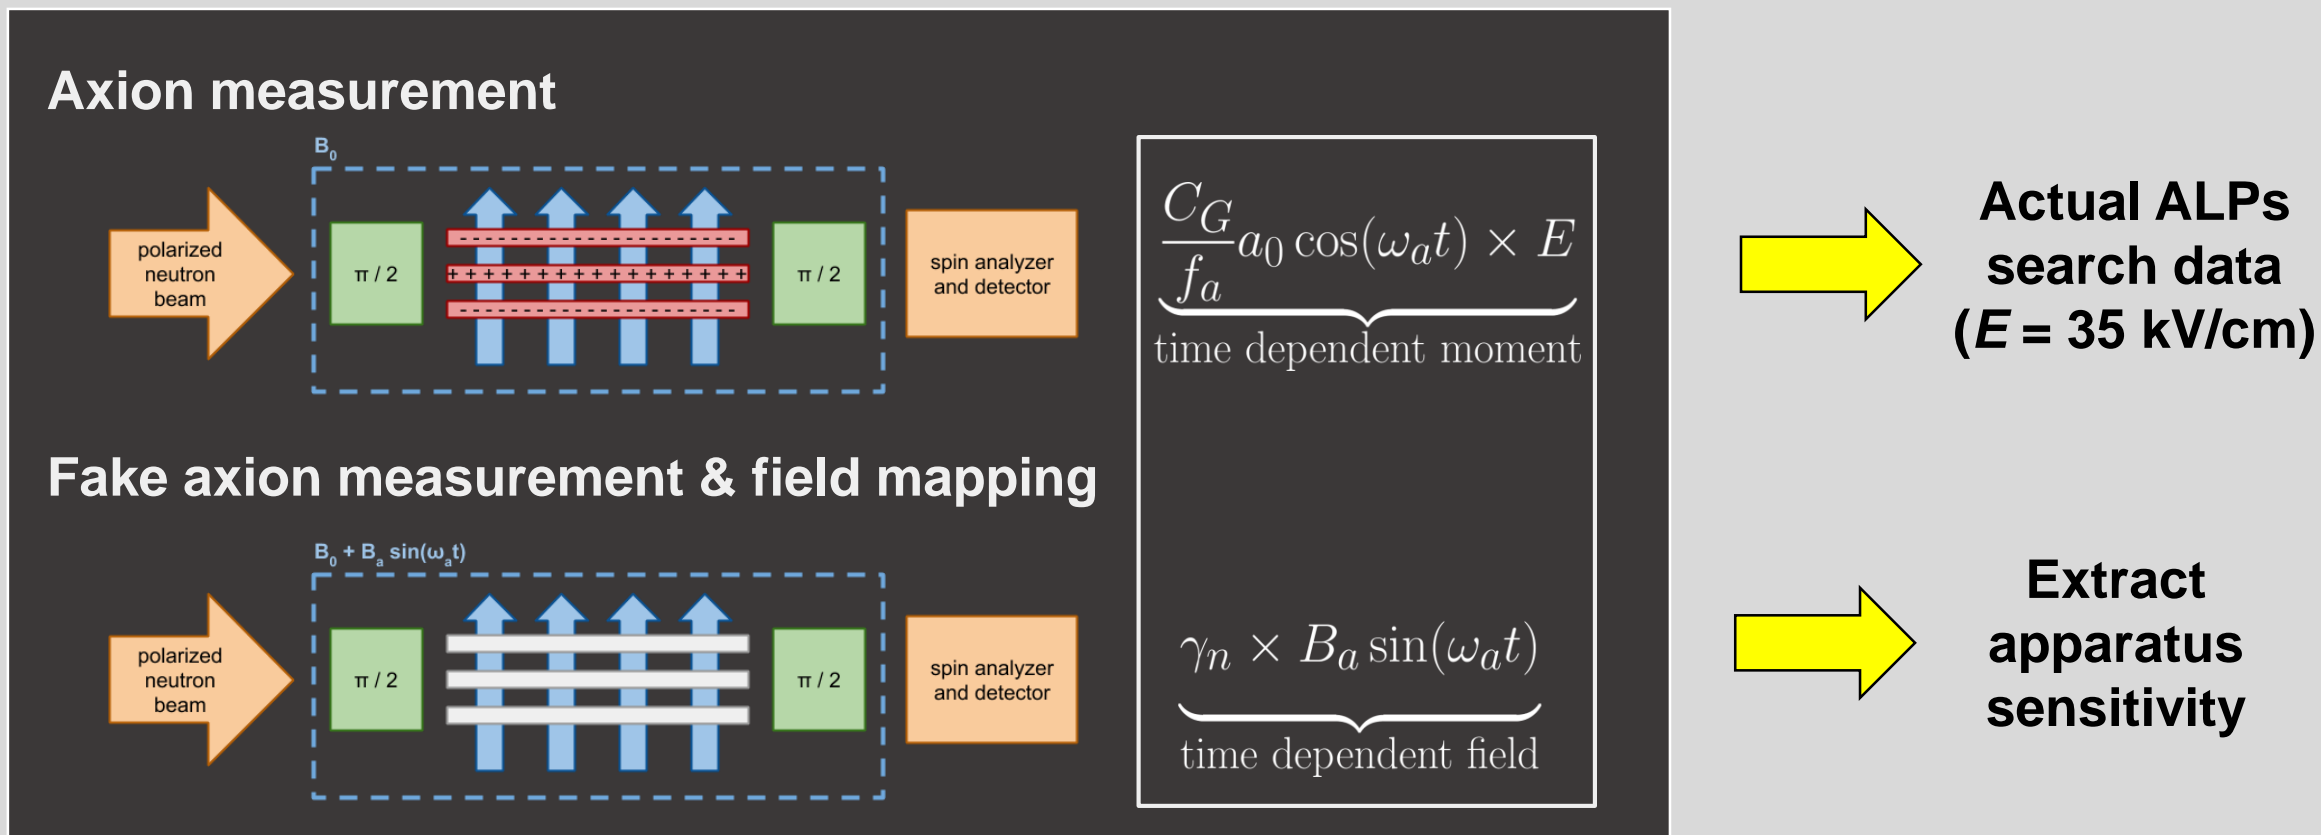 Axion measurement
B₀
polarized
neutron
beam
π / 2
- - - - - - - - - - - - - - - - - - -
+ + + + + + + + + + + + + + + + +
- - - - - - - - - - - - - - - - - - -
π / 2
spin analyzer
and detector
C_G/f_a a₀ cos(ωₐt) × E
time dependent moment
Actual ALPs
search data
(E = 35 kV/cm)
Fake axion measurement & field mapping
B₀ + Bₐ sin(ωₐt)
polarized
neutron
beam
π / 2
π / 2
spin analyzer
and detector
γₙ × Bₐ sin(ωₐt)
time dependent field
Extract
apparatus
sensitivity